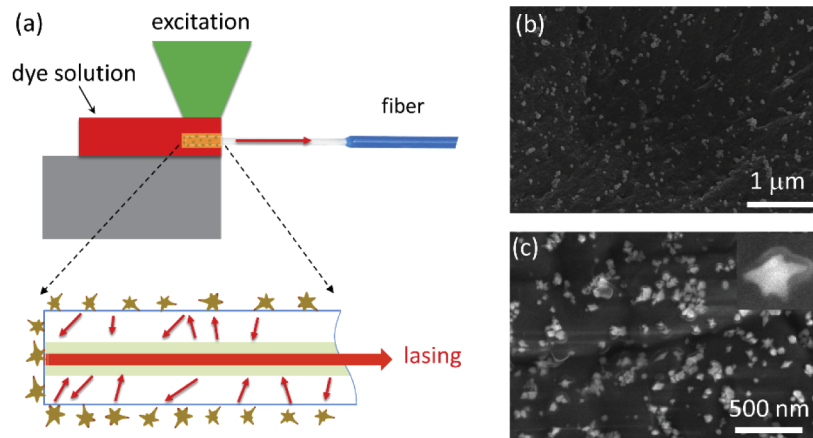 (a)
excitation
dye solution
fiber
lasing
(b)
1 μm
(c)
500 nm